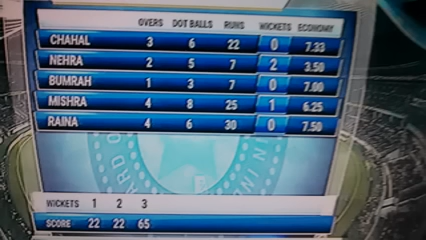 OVERS DOT BALLS RUNS WICKETS ECONOMY
CHAHAL 3 6 22 0 7.33
NEHRA 2 5 7 2 3.50
BUMRAH 1 3 7 0 7.00
MISHRA 4 8 25 1 6.25
RAINA 4 6 30 0 7.50
WICKETS 1 2 3
SCORE 22 22 65